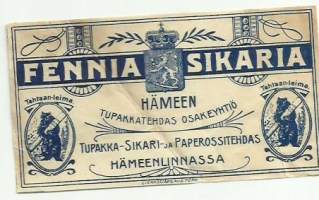 FENNIA SIKARIA
Tehtaan-leima.
Tehtaan-leima.
HÄMEEN
TUPAKKATEHDAS OSAKEYHTIÖ
TUPAKKA-SIKARI-JA PAPEROSSITEHDAS
HÄMEENLINNASSA